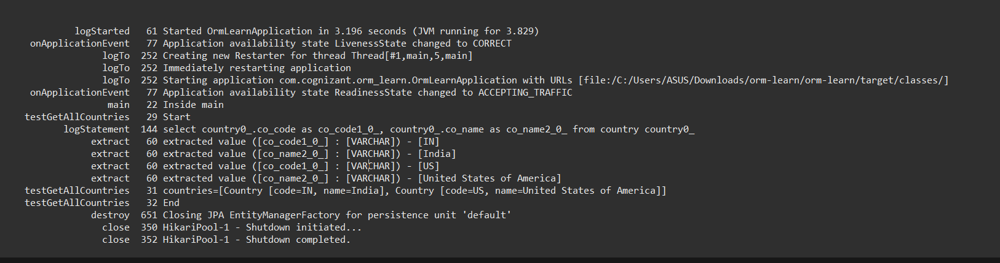 logStarted 61 Started OrmLearnApplication in 3.196 seconds (JVM running for 3.829)
onApplicationEvent 77 Application availability state LivenessState changed to CORRECT
logTo 252 Creating new Restarter for thread Thread[#1,main,5,main]
logTo 252 Immediately restarting application
logTo 252 Starting application com.cognizant.orm_learn.OrmLearnApplication with URLs [file:/C:/Users/ASUS/Downloads/orm-learn/orm-learn/target/classes/]
onApplicationEvent 77 Application availability state ReadinessState changed to ACCEPTING_TRAFFIC
main 22 Inside main
testGetAllCountries 29 Start
logStatement 144 select country0_.co_code as co_code1_0_, country0_.co_name as co_name2_0_ from country country0_
extract 60 extracted value ([co_code1_0_] : [VARCHAR]) - [IN]
extract 60 extracted value ([co_name2_0_] : [VARCHAR]) - [India]
extract 60 extracted value ([co_code1_0_] : [VARCHAR]) - [US]
extract 60 extracted value ([co_name2_0_] : [VARCHAR]) - [United States of America]
testGetAllCountries 31 countries=[Country [code=IN, name=India], Country [code=US, name=United States of America]]
testGetAllCountries 32 End
destroy 651 Closing JPA EntityManagerFactory for persistence unit 'default'
close 350 HikariPool-1 - Shutdown initiated...
close 352 HikariPool-1 - Shutdown completed.